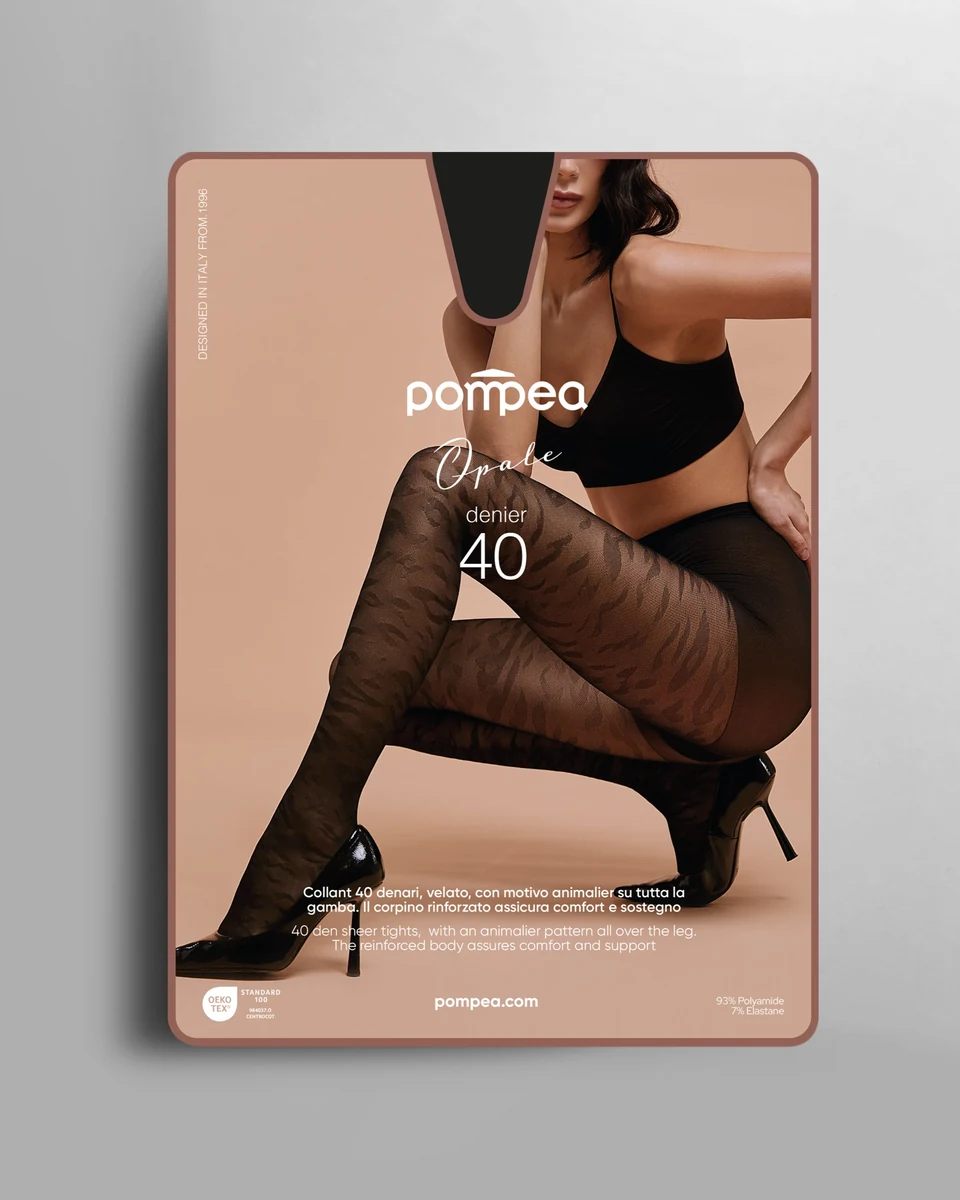 DESIGNED IN ITALY FROM 1996
pompea
Opale
denier
40
Collant 40 denari, velato, con motivo animalier su tutta la
gamba. Il corpino rinforzato assicura comfort e sostegno
40 den sheer tights, with an animalier pattern all over the leg.
The reinforced body assures comfort and support
OEKO
TEX®
STANDARD
100
984037.O
CENTROCOT
pompea.com
93% Polyamide
7% Elastane